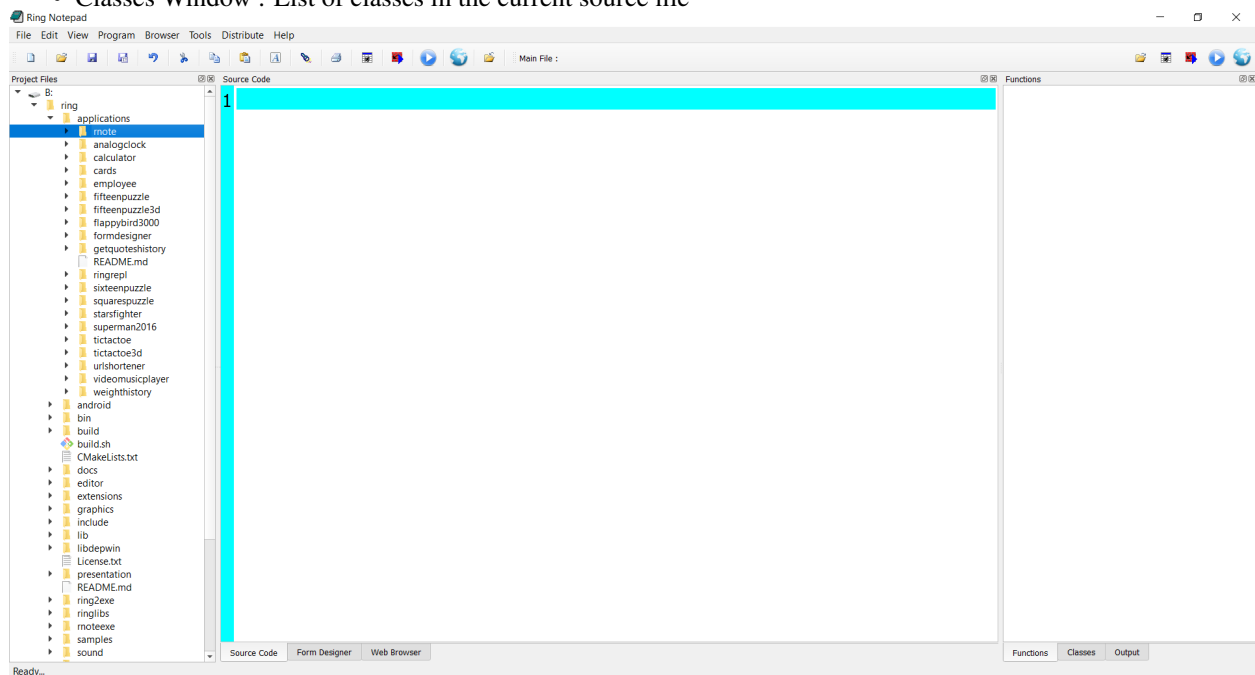 • Classes Window : List of classes in the current source file
Ring Notepad
File Edit View Program Browser Tools Distribute Help
Main File :
Project Files
Source Code
Functions
B:
ring
applications
rnote
analogclock
calculator
cards
employee
fifteenpuzzle
fifteenpuzzle3d
flappybird3000
formdesigner
getquoteshistory
README.md
ringrepl
sixteenpuzzle
squarespuzzle
starsfighter
superman2016
tictactoe
tictactoe3d
urlshortener
videomusicplayer
weighthistory
android
bin
build
build.sh
CMakeLists.txt
docs
editor
extensions
graphics
include
lib
libdepwin
License.txt
presentation
README.md
ring2exe
ringlibs
rnoteexe
samples
sound
1
Source Code Form Designer Web Browser
Functions Classes Output
Ready...